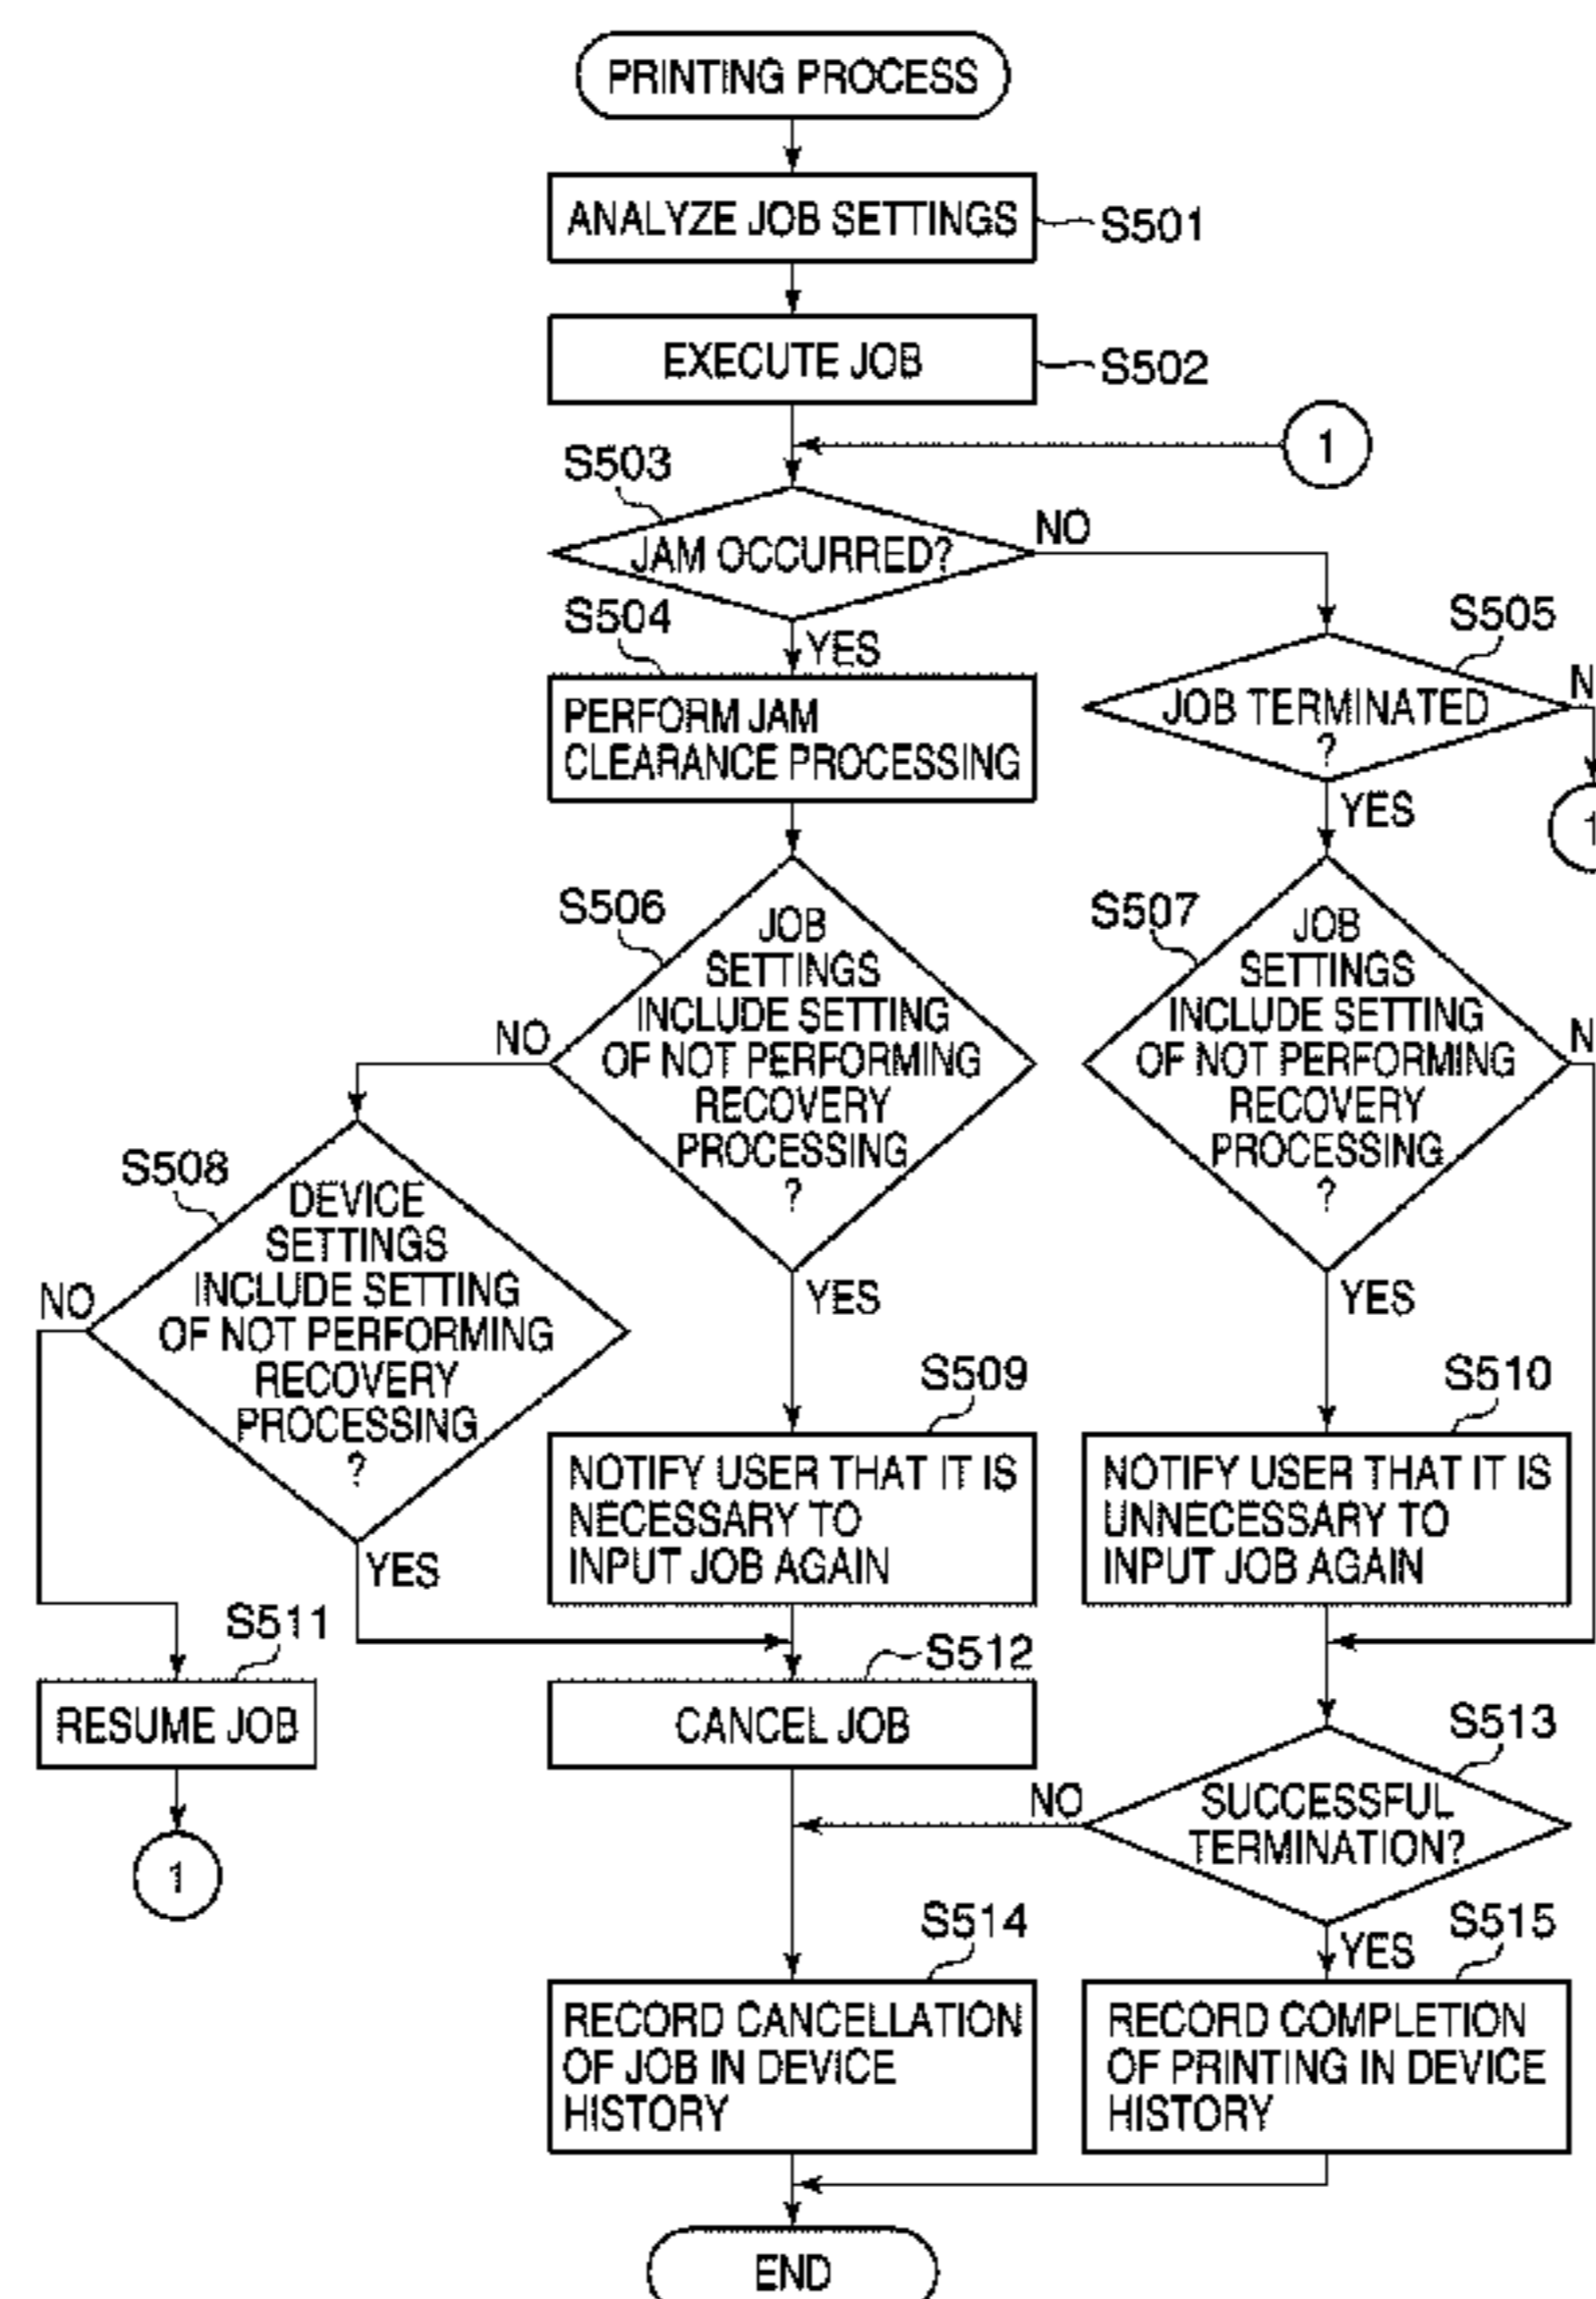 PRINTING PROCESS
ANALYZE JOB SETTINGS
S501
EXECUTE JOB
S502
1
S503
JAM OCCURRED?
NO
S504
YES
PERFORM JAM
CLEARANCE PROCESSING
S505
JOB TERMINATED
?
N
YES
1
S506
JOB
SETTINGS
INCLUDE SETTING
OF NOT PERFORMING
RECOVERY
PROCESSING
?
NO
YES
S507
JOB
SETTINGS
INCLUDE SETTING
OF NOT PERFORMING
RECOVERY
PROCESSING
?
N
YES
S508
DEVICE
SETTINGS
INCLUDE SETTING
OF NOT PERFORMING
RECOVERY
PROCESSING
?
NO
YES
S509
NOTIFY USER THAT IT IS
NECESSARY TO
INPUT JOB AGAIN
S510
NOTIFY USER THAT IT IS
UNNECESSARY TO
INPUT JOB AGAIN
S511
RESUME JOB
1
S512
CANCEL JOB
S513
SUCCESSFUL
TERMINATION?
NO
YES
S514
RECORD CANCELLATION
OF JOB IN DEVICE
HISTORY
S515
RECORD COMPLETION
OF PRINTING IN DEVICE
HISTORY
END